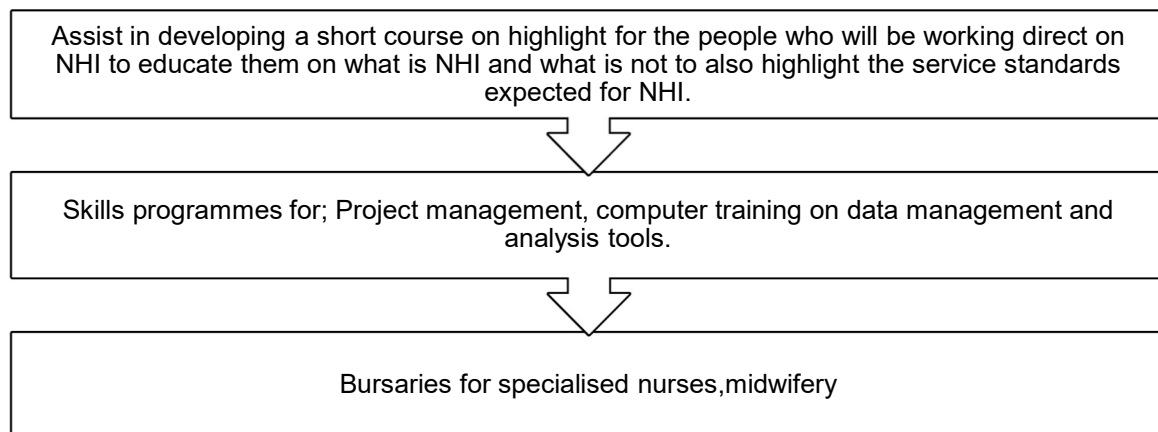 Assist in developing a short course on highlight for the people who will be working direct on
NHI to educate them on what is NHI and what is not to also highlight the service standards
expected for NHI.
Skills programmes for; Project management, computer training on data management and
analysis tools.
Bursaries for specialised nurses,midwifery